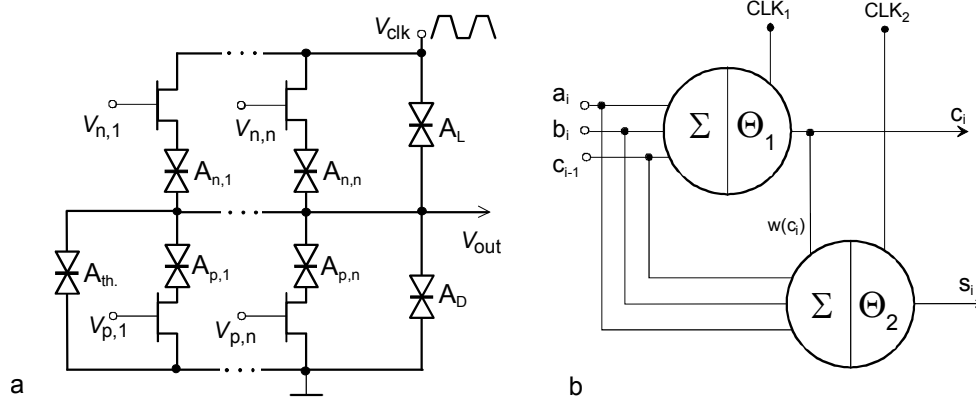 V_clk
V_n,1
V_n,n
A_L
A_n,1
A_n,n
V_out
A_th.
A_p,1
A_p,n
A_D
V_p,1
V_p,n
a
CLK₁
CLK₂
a_i
b_i
c_i-1
Σ Θ₁
c_i
w(c_i)
Σ Θ₂
s_i
b